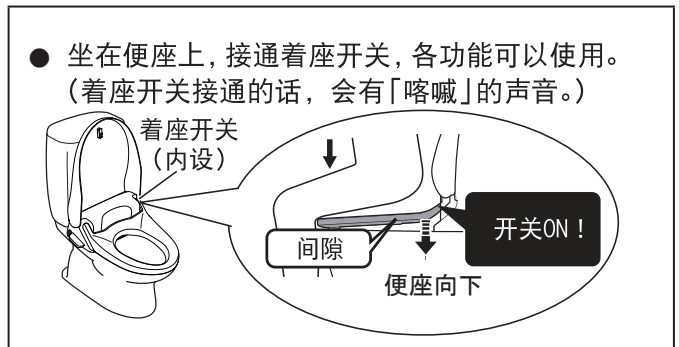 ● 坐在便座上，接通着座开关，各功能可以使用。
（着座开关接通的话，会有「喀嘁」的声音。）
着座开关
（内设）
开关ON！
间隙
便座向下